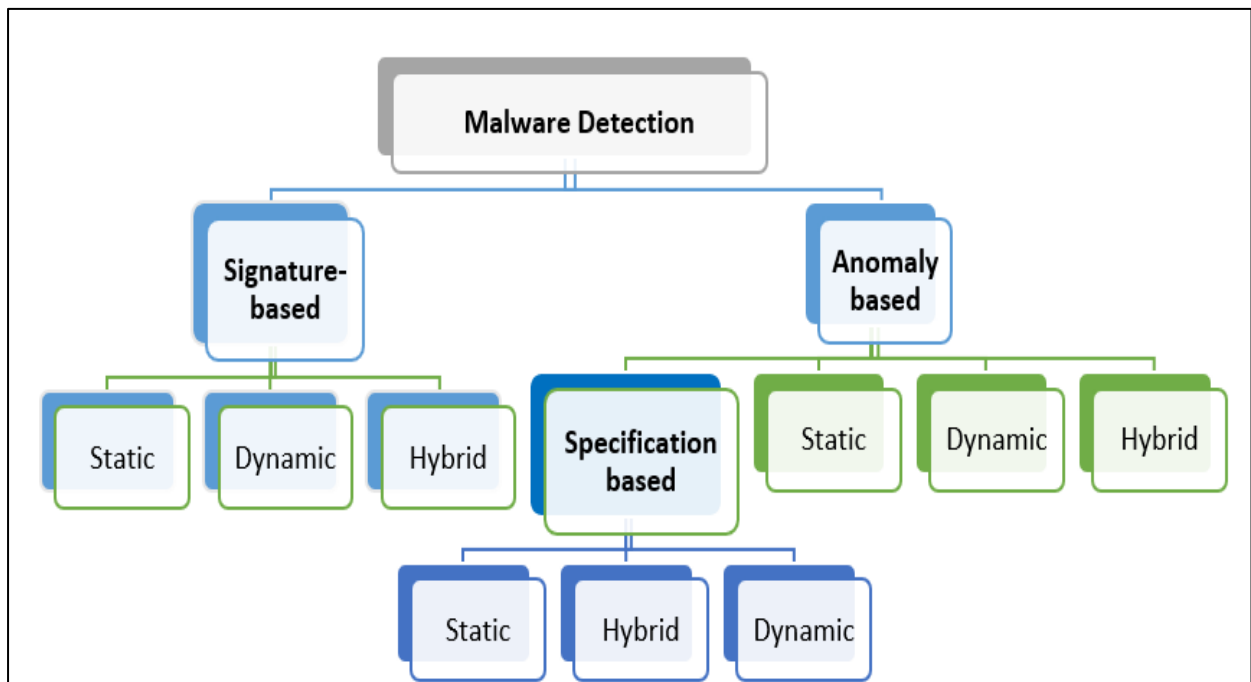 Malware Detection
Signature-
based
Anomaly
based
Static
Dynamic
Hybrid
Specification
based
Static
Dynamic
Hybrid
Static
Hybrid
Dynamic